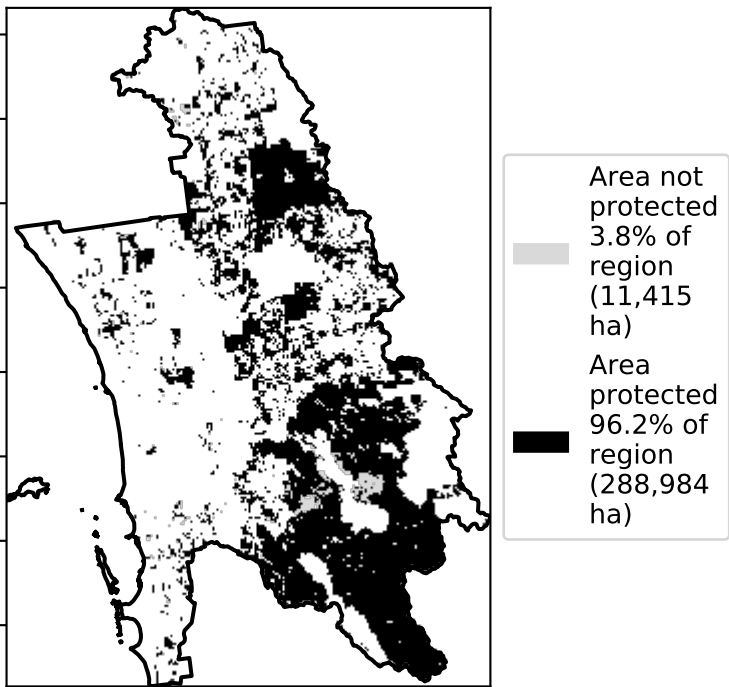 Area not
protected
3.8% of
region
(11,415
ha)
Area
protected
96.2% of
region
(288,984
ha)